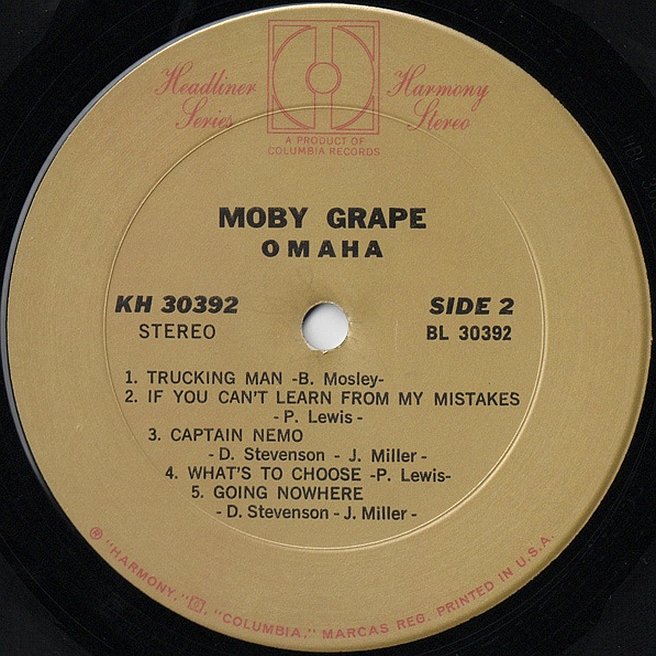 Headliner Series
Harmony Stereo
A PRODUCT OF
COLUMBIA RECORDS
MOBY GRAPE
OMAHA
KH 30392 SIDE 2
STEREO BL 30392
1. TRUCKING MAN -B. Mosley-
2. IF YOU CAN'T LEARN FROM MY MISTAKES
- P. Lewis -
3. CAPTAIN NEMO
- D. Stevenson - J. Miller -
4. WHAT'S TO CHOOSE -P. Lewis-
5. GOING NOWHERE
- D. Stevenson - J. Miller -
® "HARMONY," "COLUMBIA," MARCAS REG. PRINTED IN U.S.A.